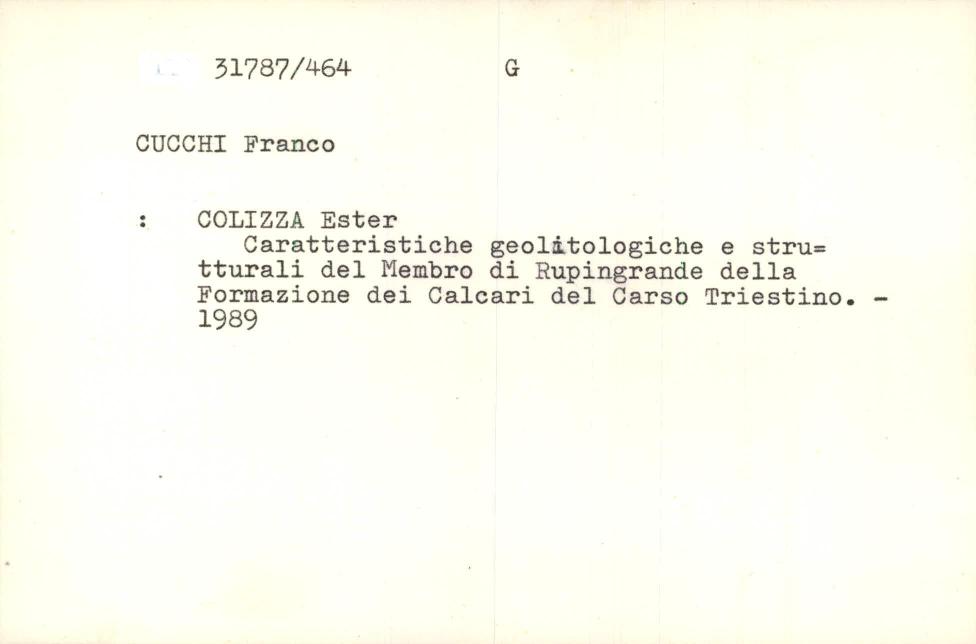 31787/464 G
CUCCHI Franco
: COLIZZA Ester
Caratteristiche geolitologiche e stru=
tturali del Membro di Rupingrande della
Formazione dei Calcari del Carso Triestino. -
1989